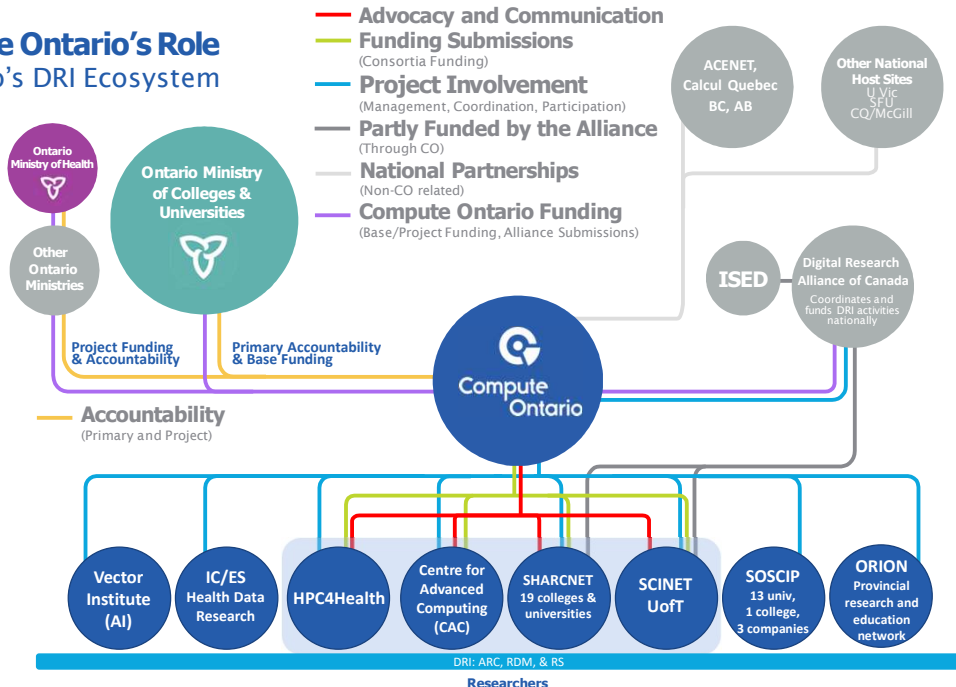 e Ontario's Role
o's DRI Ecosystem
Advocacy and Communication
Funding Submissions
(Consortia Funding)
Project Involvement
(Management, Coordination, Participation)
Partly Funded by the Alliance
(Through CO)
National Partnerships
(Non-CO related)
Compute Ontario Funding
(Base/Project Funding, Alliance Submissions)
ACENET,
Calcul Quebec
BC, AB
Other National
Host Sites
U Vic
SFU
CQ/McGill
Ontario
Ministry of Health
Ontario Ministry
of Colleges &
Universities
Other
Ontario
Ministries
ISED
Digital Research
Alliance of Canada
Coordinates and
funds DRI activities
nationally
Project Funding
& Accountability
Primary Accountability
& Base Funding
Compute
Ontario
Accountability
(Primary and Project)
Vector
Institute
(AI)
IC/ES
Health Data
Research
HPC4Health
Centre for
Advanced
Computing
(CAC)
SHARCNET
19 colleges &
universities
SCINET
UofT
SOSCIP
13 univ,
1 college,
3 companies
ORION
Provincial
research and
education
network
DRI: ARC, RDM, & RS
Researchers